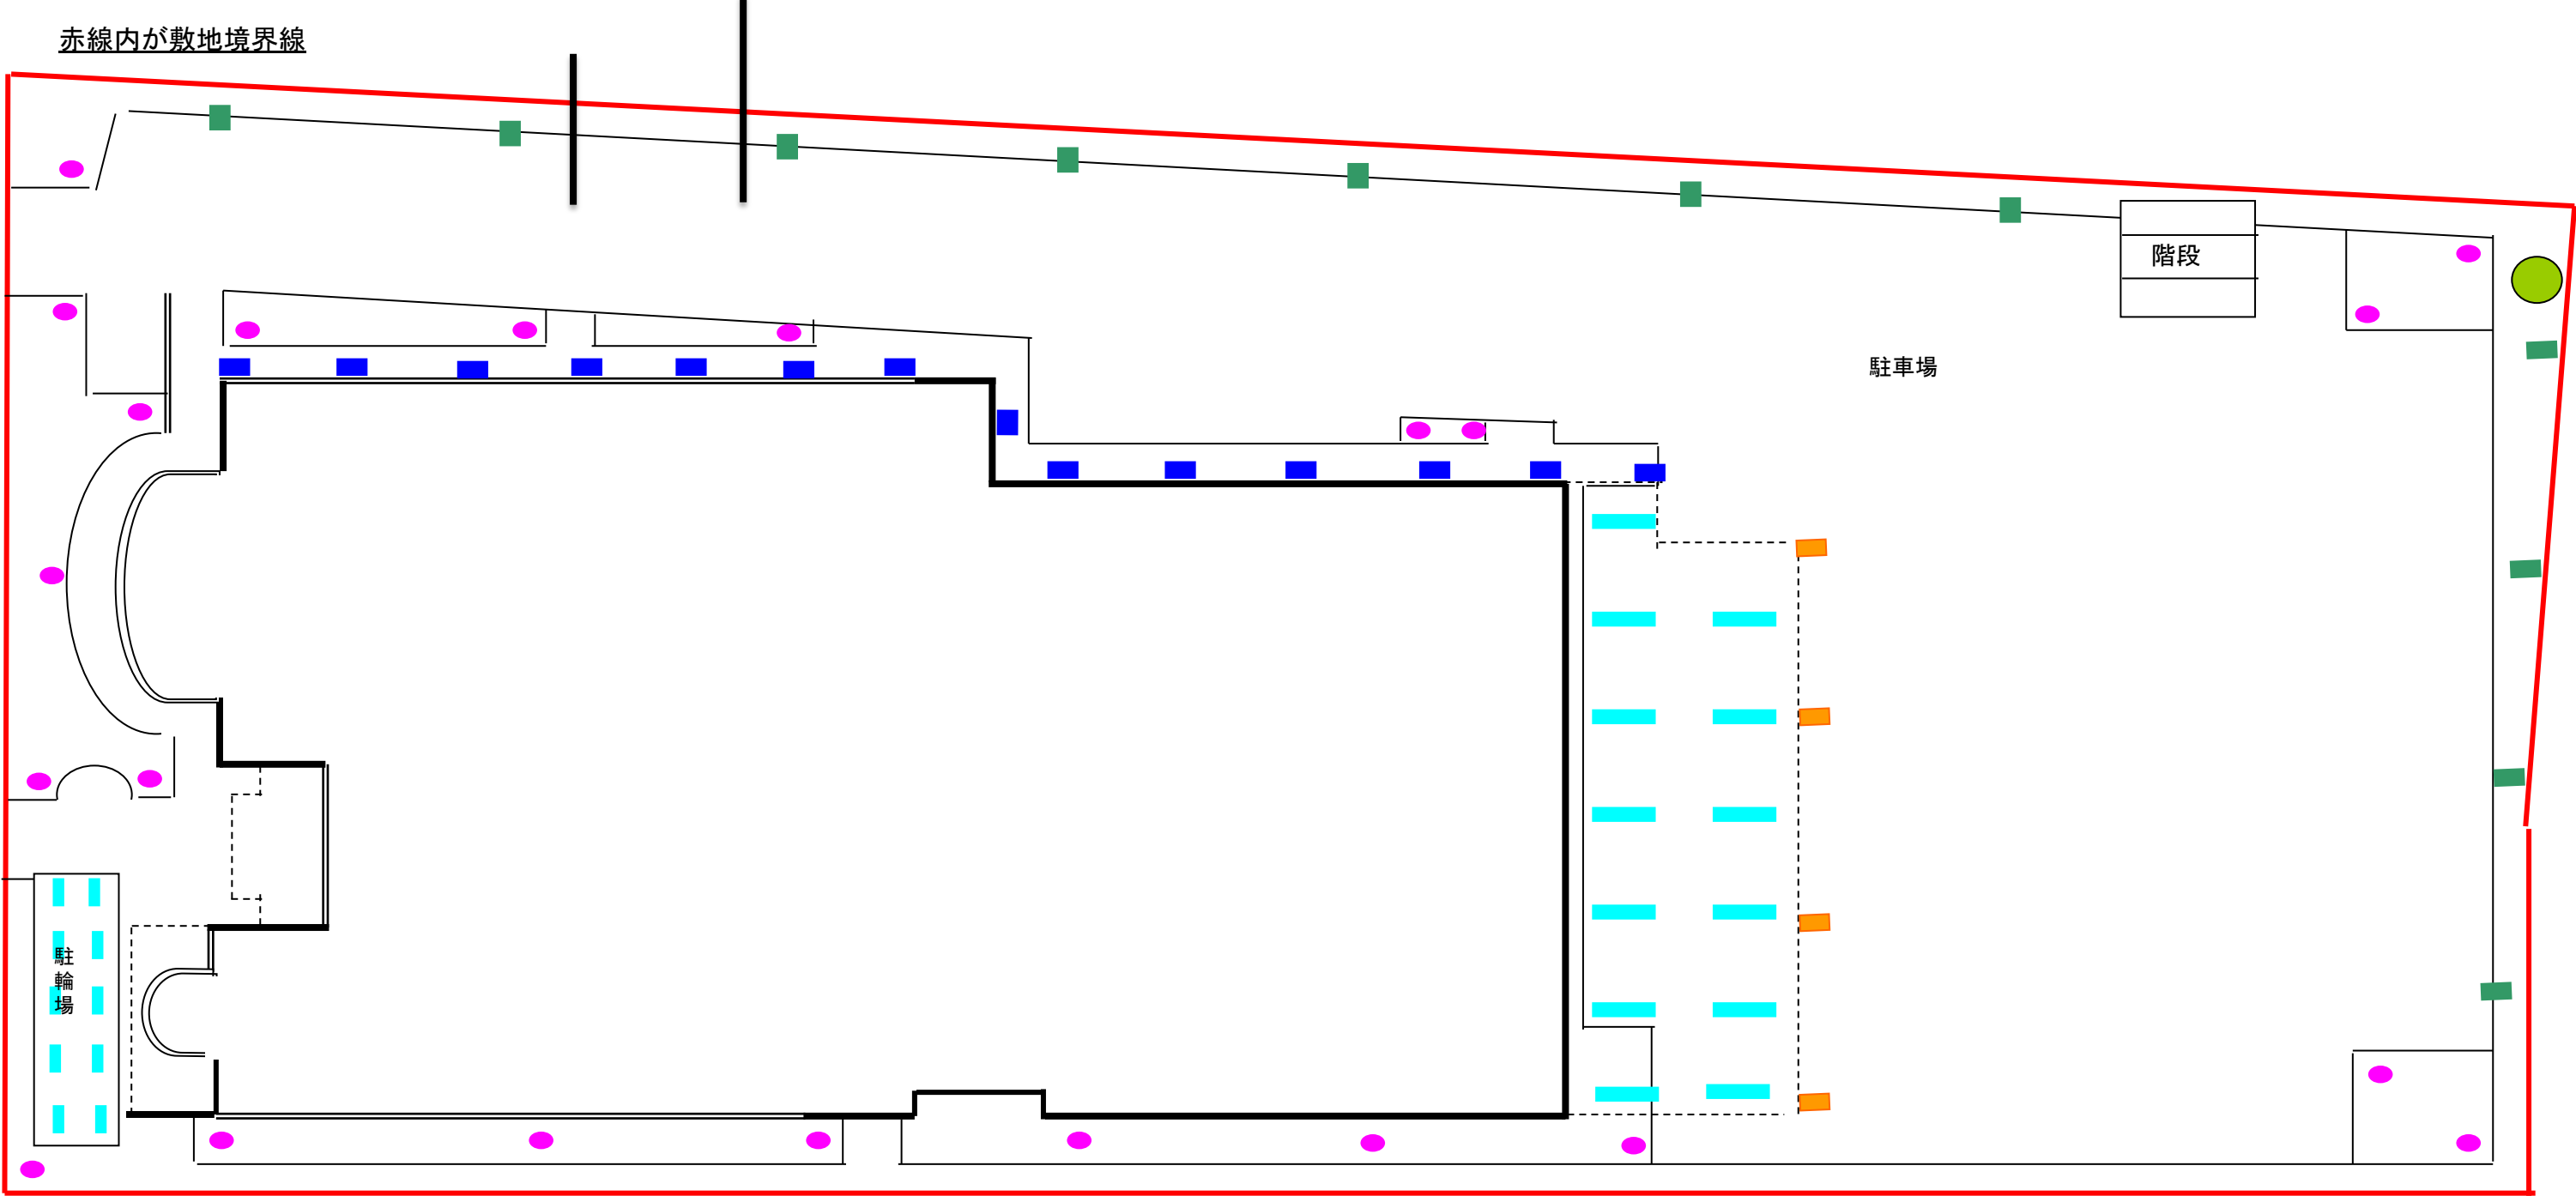 赤線内が敷地境界線
階段
駐車場
駐
輪
場